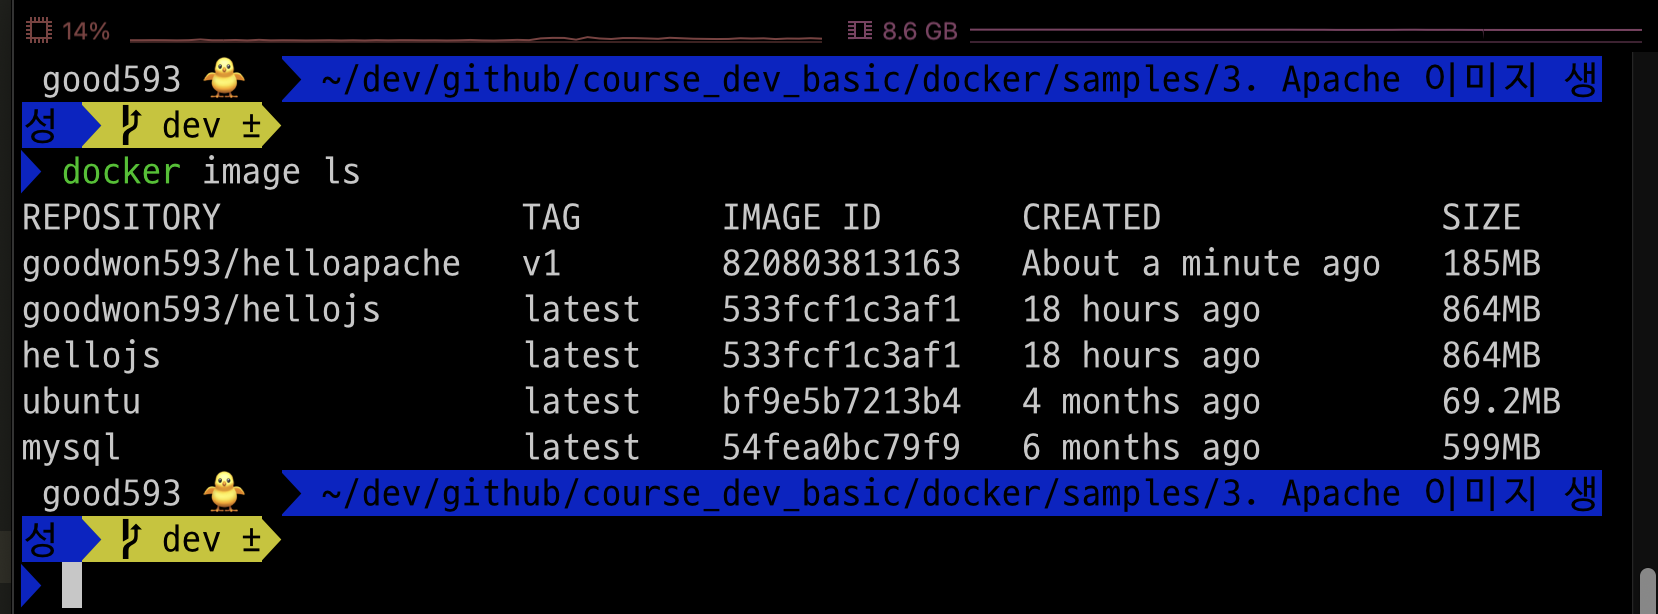 14% 8.6 GB
good593 🐥 ~/dev/github/course_dev_basic/docker/samples/3. Apache 이미지 생
성 dev ±
docker image ls
REPOSITORY TAG IMAGE ID CREATED SIZE
goodwon593/helloapache v1 820803813163 About a minute ago 185MB
goodwon593/hellojs latest 533fcf1c3af1 18 hours ago 864MB
hellojs latest 533fcf1c3af1 18 hours ago 864MB
ubuntu latest bf9e5b7213b4 4 months ago 69.2MB
mysql latest 54fea0bc79f9 6 months ago 599MB
good593 🐥 ~/dev/github/course_dev_basic/docker/samples/3. Apache 이미지 생
성 dev ±